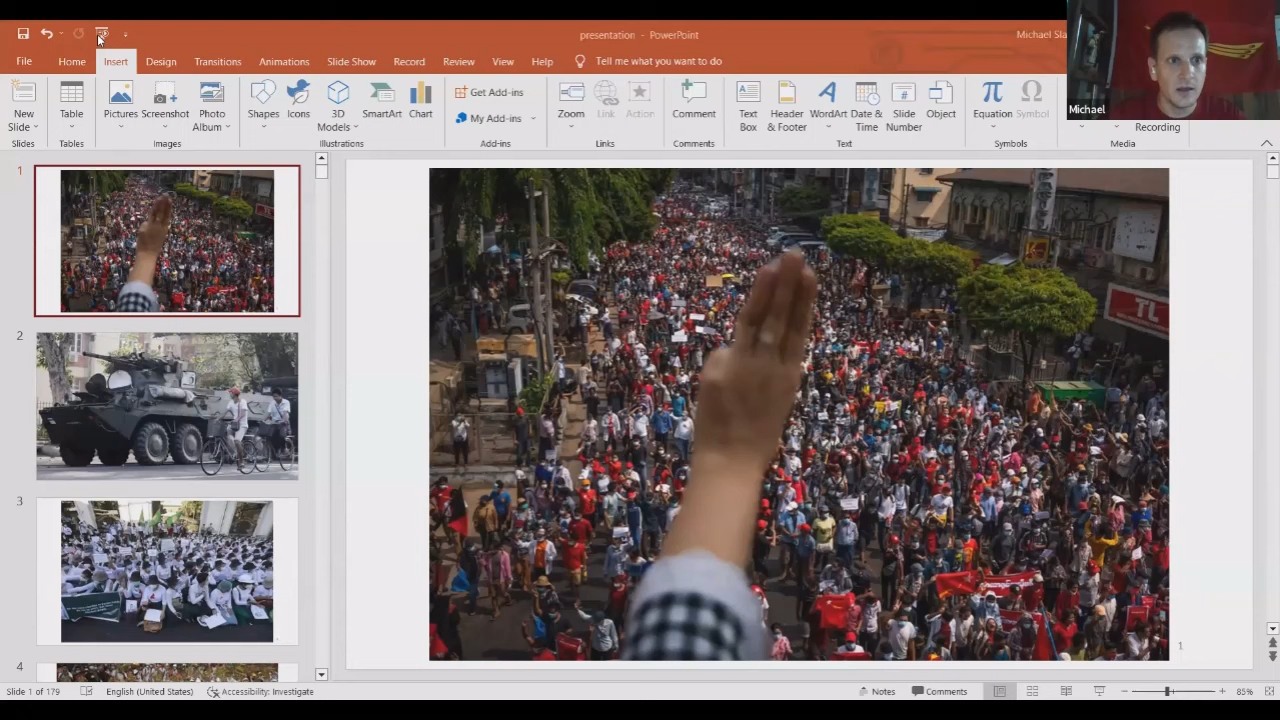 presentation - PowerPoint
Michael Sla
File Home Insert Design Transitions Animations Slide Show Record Review View Help Tell me what you want to do
Michael
New Slide
Table
Pictures
Screenshot
Photo Album
Shapes
Icons
3D Models
SmartArt
Chart
Get Add-ins
My Add-ins
Zoom
Link
Action
Comment
Text Box
Header & Footer
WordArt
Date & Time
Slide Number
Object
Equation
Symbol
Recording
Slides Tables Images Illustrations Add-ins Links Comments Text Symbols Media
1
2
3
4
TL
1
Slide 1 of 179 English (United States) Accessibility: Investigate Notes Comments 85%